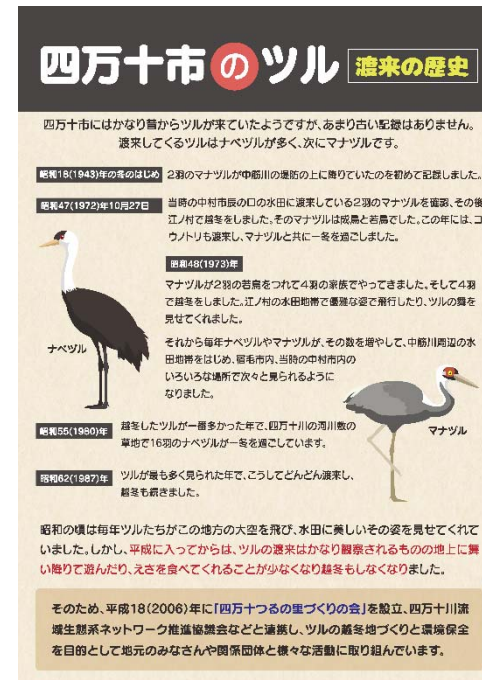 四万十市のツル 渡来の歴史
四万十市にはかなり昔からツルが来ていたようですが、あまり古い記録はありません。
渡来してくるツルはナベヅルが多く、次にマナヅルです。
昭和18(1943)年の冬のはじめ 2羽のマナヅルが中筋川の堤防の上に降りていたのを初めて記録しました。
昭和47(1972)年10月27日 当時の中村市辰の口の水田に渡来している2羽のマナヅルを確認、その後
江ノ村で越冬をしました。そのマナヅルは成鳥と若鳥でした。この年には、コ
ウノトリも渡来し、マナヅルと共に一冬を過ごしました。
昭和48(1973)年
マナヅルが2羽の若鳥をつれて4羽の家族でやってきました。そして4羽
で越冬をしました。江ノ村の水田地帯で優雅な姿で飛行したり、ツルの舞を
見せてくれました。
それから毎年ナベヅルやマナヅルが、その数を増やして、中筋川周辺の水
田地帯をはじめ、宿毛市内、当時の中村市内の
いろいろな場所で次々と見られるように
なりました。
ナベヅル
マナヅル
昭和55(1980)年 越冬したツルが一番多かった年で、四万十川の河川敷の
草地で16羽のナベヅルが一冬を過ごしています。
昭和62(1987)年 ツルが最も多く見られた年で、こうしてどんどん渡来し、
越冬も続きました。
昭和の頃は毎年ツルたちがこの地方の大空を飛び、水田に美しいその姿を見せてくれて
いました。しかし、平成に入ってからは、ツルの渡来はかなり観察されるものの地上に舞
い降りて遊んだり、えさを食べてくれることが少なくなり越冬もしなくなりました。
そのため、平成18(2006)年に「四万十つるの里づくりの会」を設立、四万十川流
域生態系ネットワーク推進協議会などと連携し、ツルの越冬地づくりと環境保全
を目的として地元のみなさんや関係団体と様々な活動に取り組んでいます。